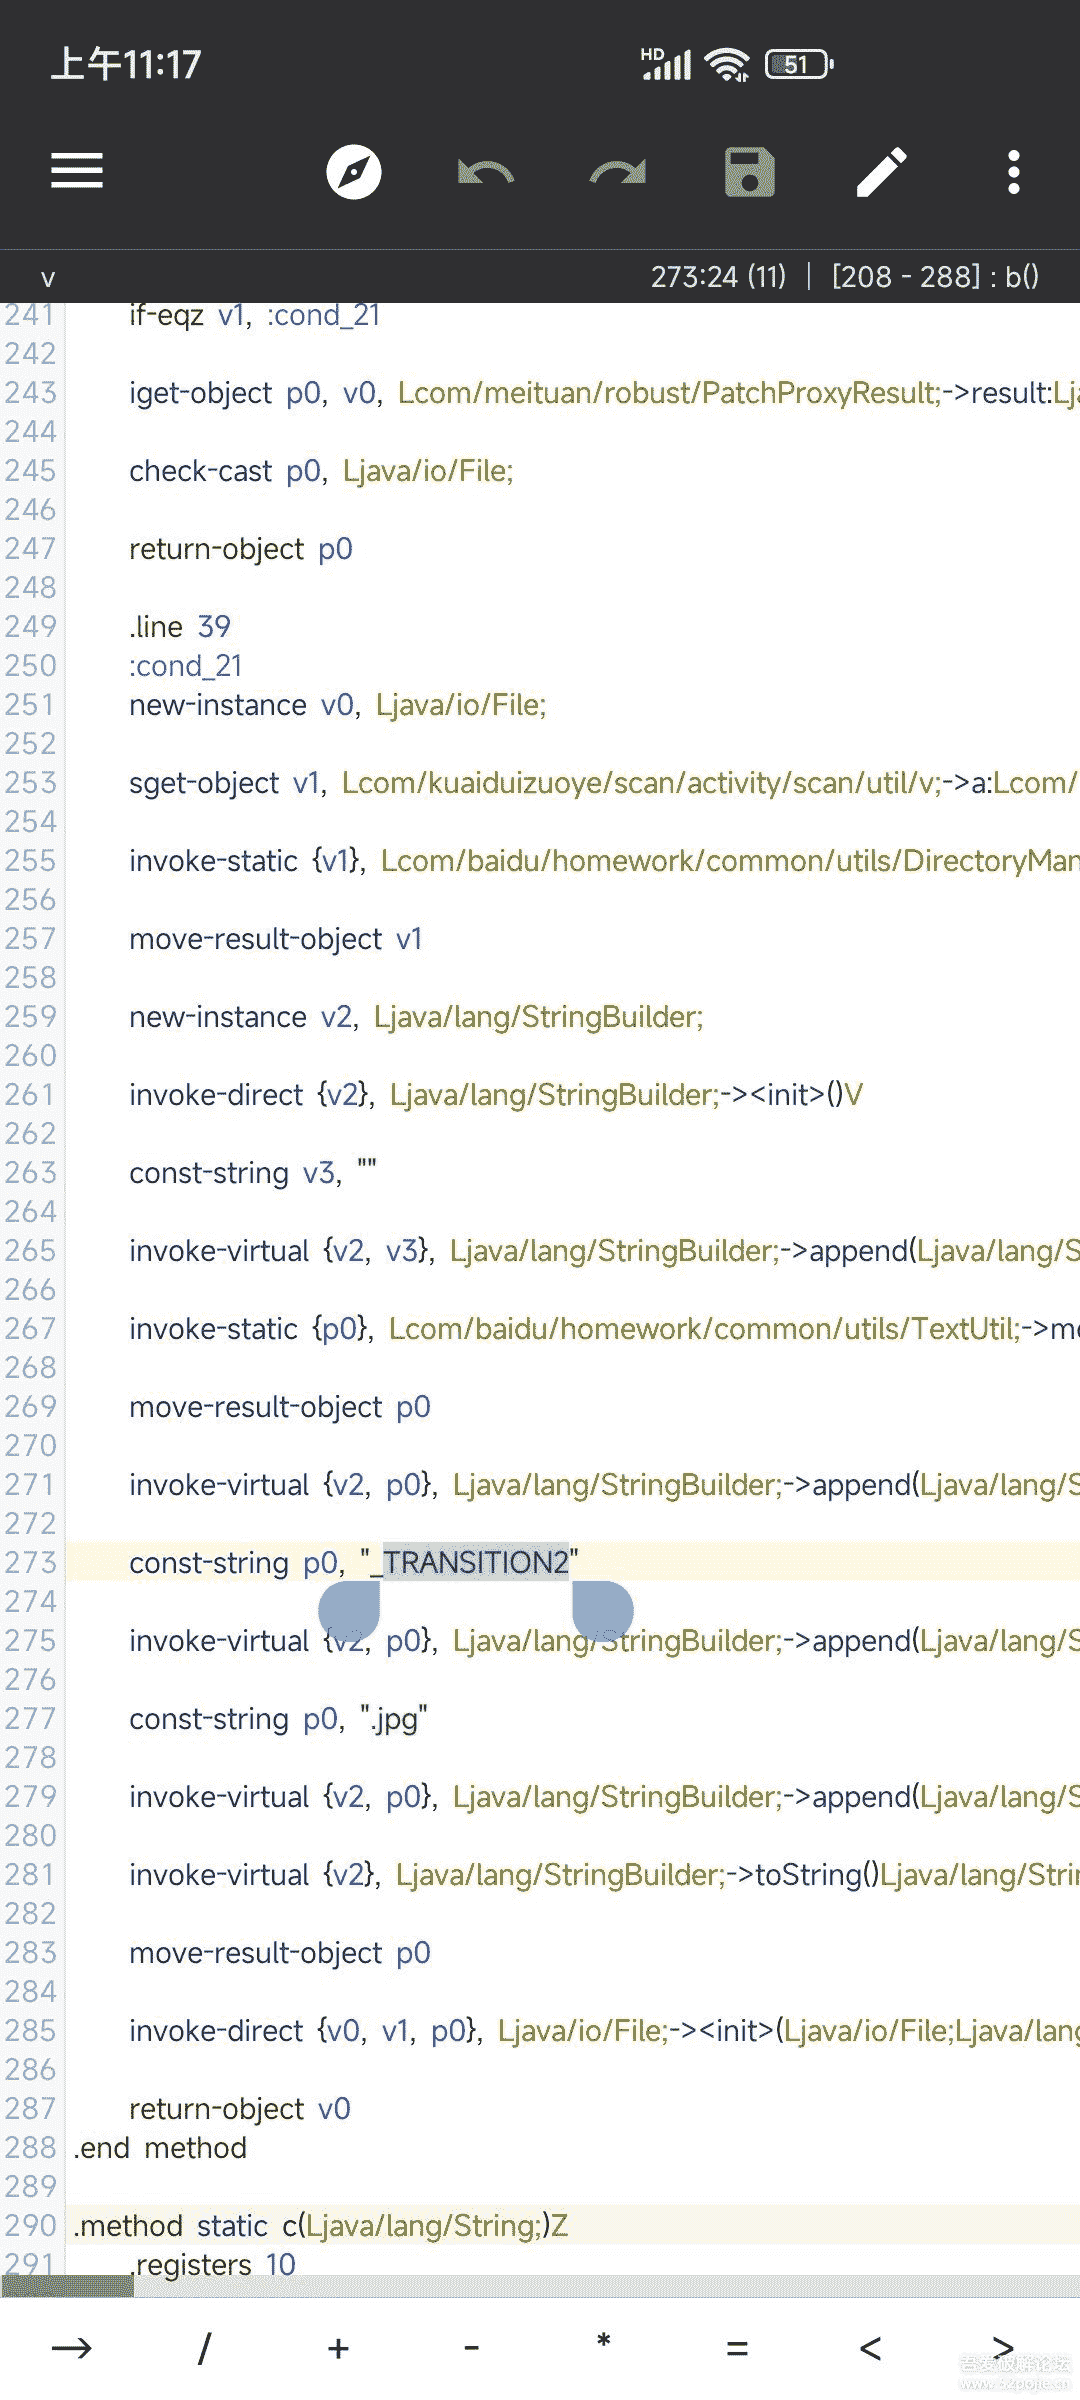 上午11:17
HD
51
v 273:24 (11) | [208 - 288] : b()
241 if-eqz v1, :cond_21
242
243 iget-object p0, v0, Lcom/meituan/robust/PatchProxyResult;->result:Lja
244
245 check-cast p0, Ljava/io/File;
246
247 return-object p0
248
249 .line 39
250 :cond_21
251 new-instance v0, Ljava/io/File;
252
253 sget-object v1, Lcom/kuaiduizuoye/scan/activity/scan/util/v;->a:Lcom/
254
255 invoke-static {v1}, Lcom/baidu/homework/common/utils/DirectoryMan
256
257 move-result-object v1
258
259 new-instance v2, Ljava/lang/StringBuilder;
260
261 invoke-direct {v2}, Ljava/lang/StringBuilder;-><init>()V
262
263 const-string v3, ""
264
265 invoke-virtual {v2, v3}, Ljava/lang/StringBuilder;->append(Ljava/lang/S
266
267 invoke-static {p0}, Lcom/baidu/homework/common/utils/TextUtil;->m
268
269 move-result-object p0
270
271 invoke-virtual {v2, p0}, Ljava/lang/StringBuilder;->append(Ljava/lang/S
272
273 const-string p0, "_TRANSITION2"
274
275 invoke-virtual {v2, p0}, Ljava/lang/StringBuilder;->append(Ljava/lang/S
276
277 const-string p0, ".jpg"
278
279 invoke-virtual {v2, p0}, Ljava/lang/StringBuilder;->append(Ljava/lang/S
280
281 invoke-virtual {v2}, Ljava/lang/StringBuilder;->toString()Ljava/lang/Stri
282
283 move-result-object p0
284
285 invoke-direct {v0, v1, p0}, Ljava/io/File;-><init>(Ljava/io/File;Ljava/lang
286
287 return-object v0
288 .end method
289
290 .method static c(Ljava/lang/String;)Z
291 .registers 10
→ / + - * = < >
吾爱破解论坛
www.52pojie.cn